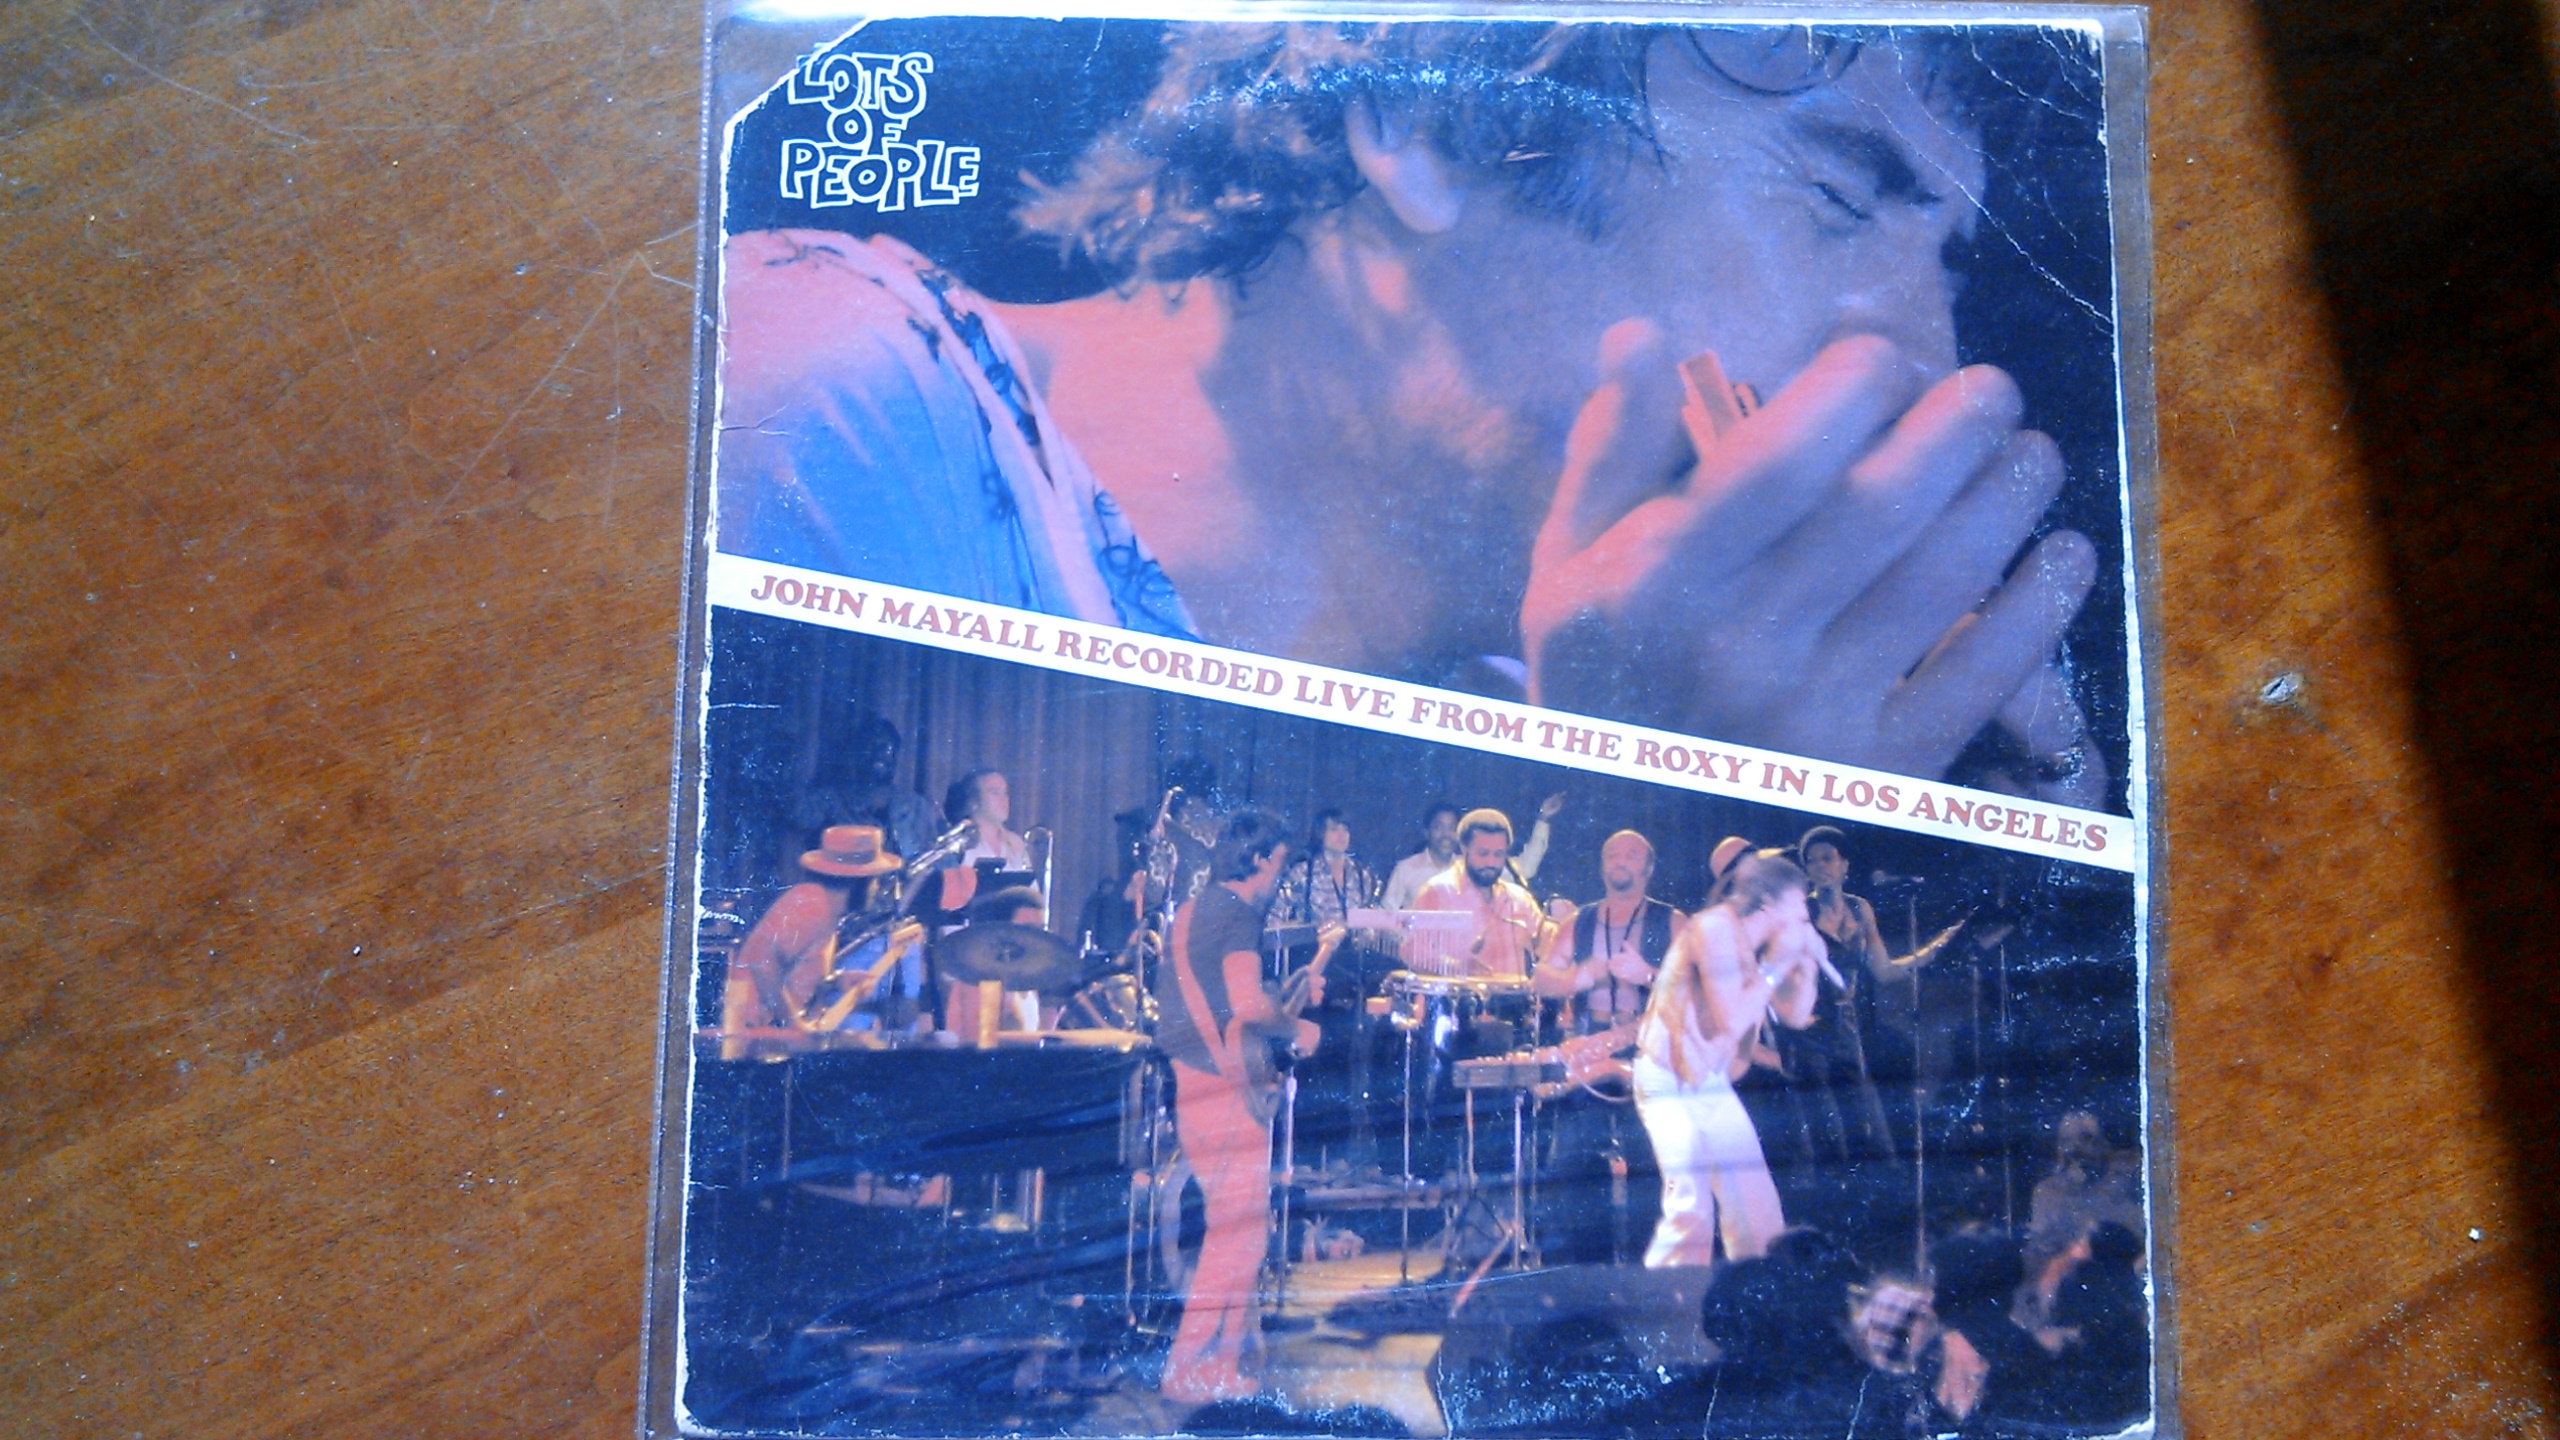 LOTS
OF
PEOPLE
JOHN MAYALL RECORDED LIVE FROM THE ROXY IN LOS ANGELES